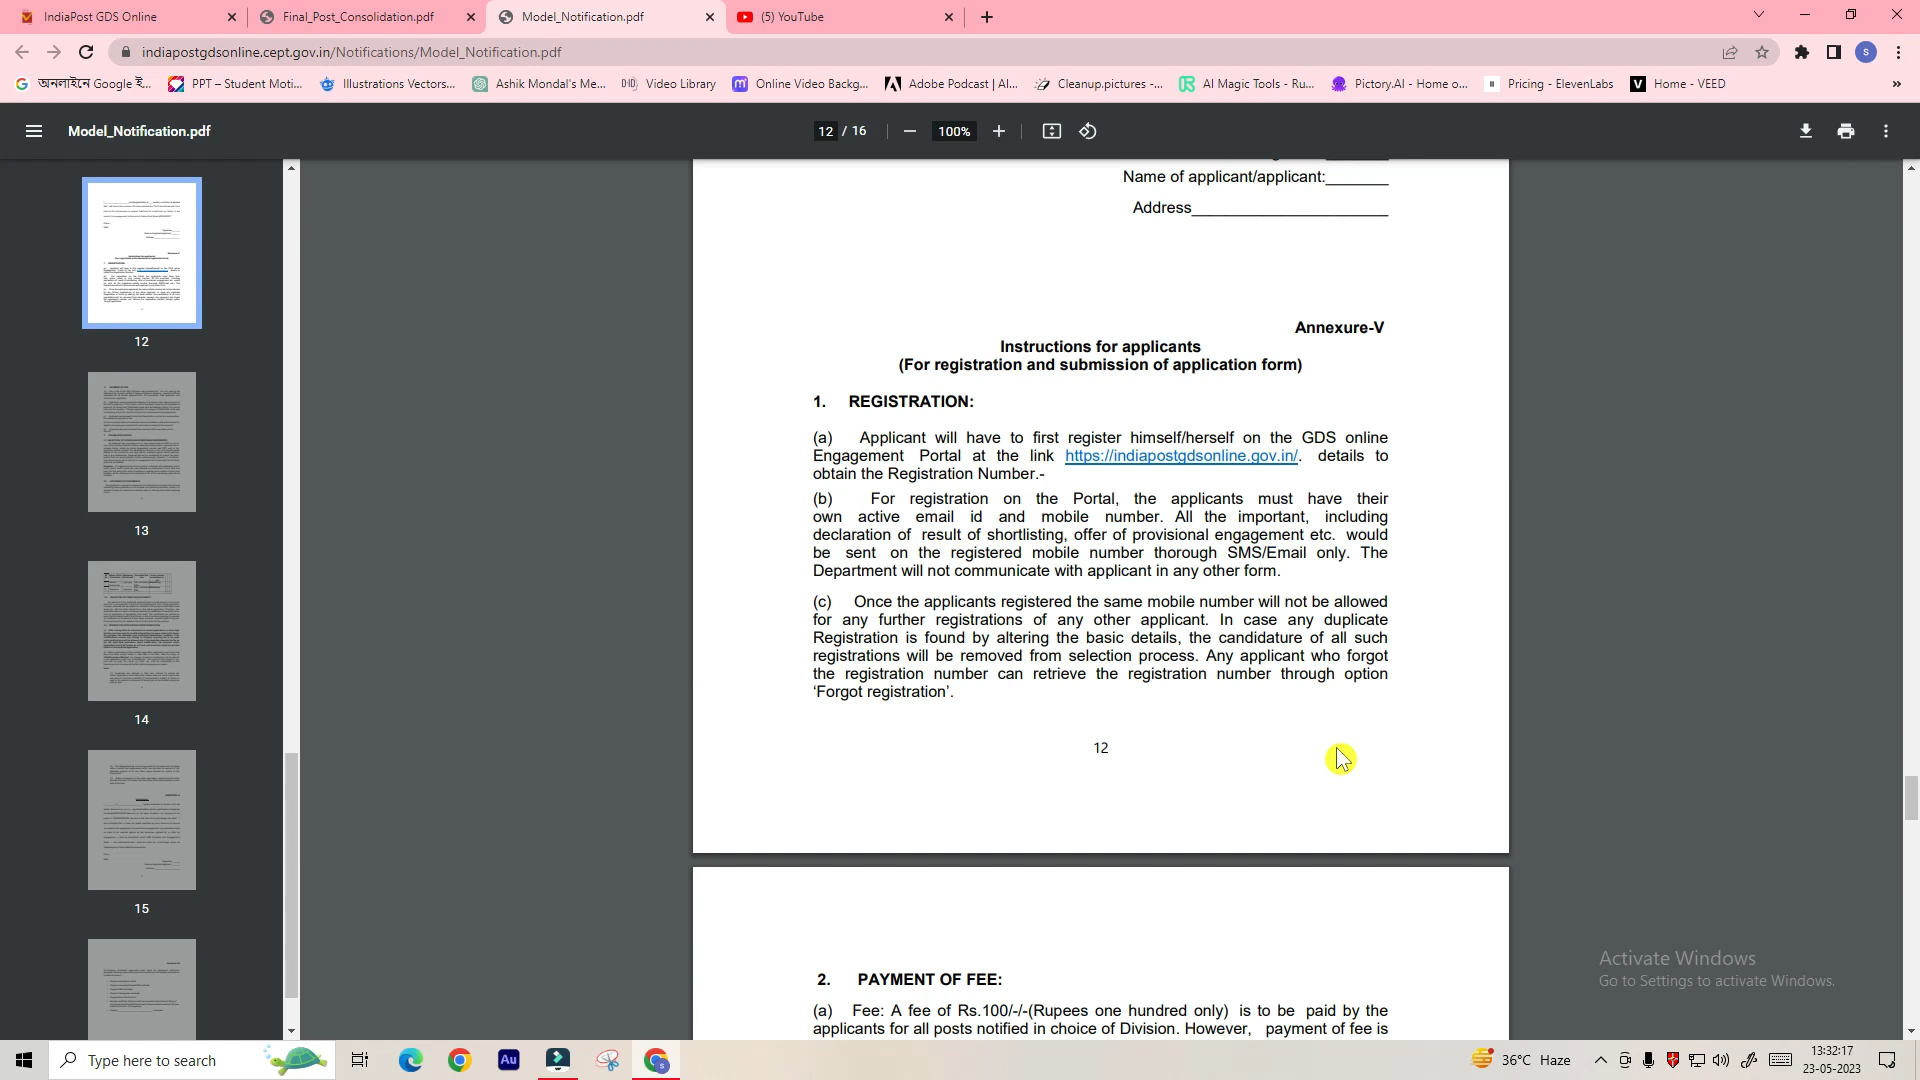 IndiaPost GDS Online
Final_Post_Consolidation.pdf
Model_Notification.pdf
(5) YouTube
indiapostgdsonline.cept.gov.in/Notifications/Model_Notification.pdf
S
অনলাইনে Google ই...
PPT – Student Moti...
Illustrations Vectors...
Ashik Mondal's Me...
Video Library
Online Video Backg...
Adobe Podcast | AI...
Cleanup.pictures -...
AI Magic Tools - Ru...
Pictory.AI - Home o...
Pricing - ElevenLabs
Home - VEED
Model_Notification.pdf
12 / 16
100%
12
13
14
15
Name of applicant/applicant:_______
Address______________________
Annexure-V
Instructions for applicants
(For registration and submission of application form)
1. REGISTRATION:
(a) Applicant will have to first register himself/herself on the GDS online
Engagement Portal at the link https://indiapostgdsonline.gov.in/. details to
obtain the Registration Number.-
(b) For registration on the Portal, the applicants must have their
own active email id and mobile number. All the important, including
declaration of result of shortlisting, offer of provisional engagement etc. would
be sent on the registered mobile number thorough SMS/Email only. The
Department will not communicate with applicant in any other form.
(c) Once the applicants registered the same mobile number will not be allowed
for any further registrations of any other applicant. In case any duplicate
Registration is found by altering the basic details, the candidature of all such
registrations will be removed from selection process. Any applicant who forgot
the registration number can retrieve the registration number through option
‘Forgot registration’.
12
2. PAYMENT OF FEE:
(a) Fee: A fee of Rs.100/-/-(Rupees one hundred only) is to be paid by the
applicants for all posts notified in choice of Division. However, payment of fee is
Activate Windows
Go to Settings to activate Windows.
Type here to search
Au
S
36°C Haze
13:32:17
23-05-2023